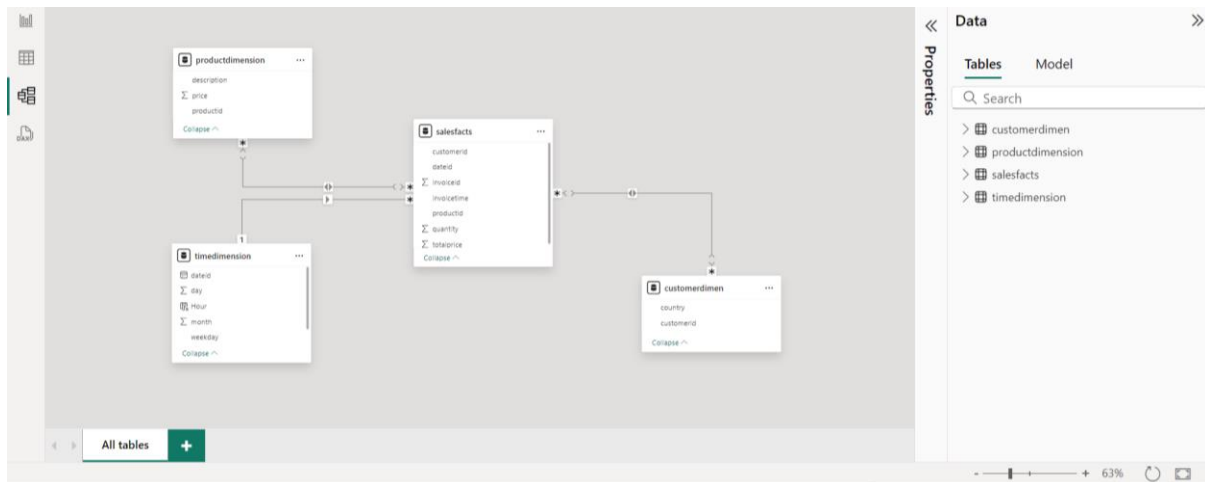 Data
Tables Model
Search
customerdimen
productdimension
salesfacts
timedimension
Properties
productdimension ...
description
Σ price
productid
Collapse
*
salesfacts ...
customerid
dateid
Σ invoiceid
invoicetime
productid
Σ quantity
Σ totalprice
Collapse
*
*
*
1
timedimension ...
dateid
Σ day
Hour
Σ month
weekday
Collapse
*
customerdimen ...
country
customerid
Collapse
All tables +
- + 63%